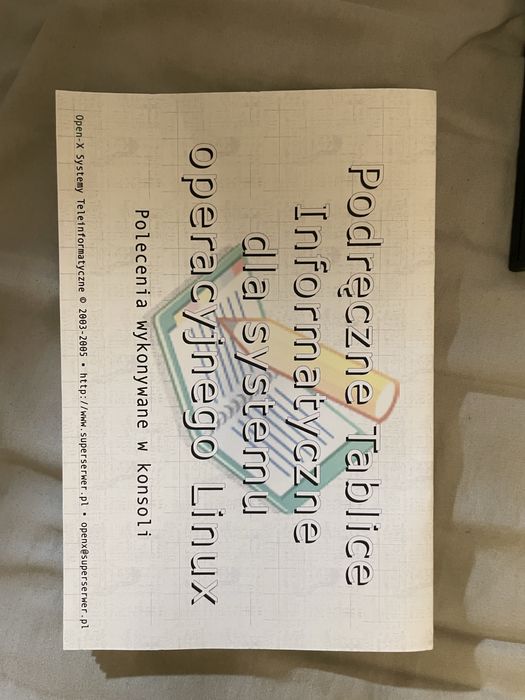 Podręczne Tablice
Informatyczne
dla systemu
operacyjnego Linux
Polecenia wykonywane w konsoli
Open-X Systemy Teleinformatyczne © 2003-2005 • http://www.superserwer.pl • openx@superserwer.pl